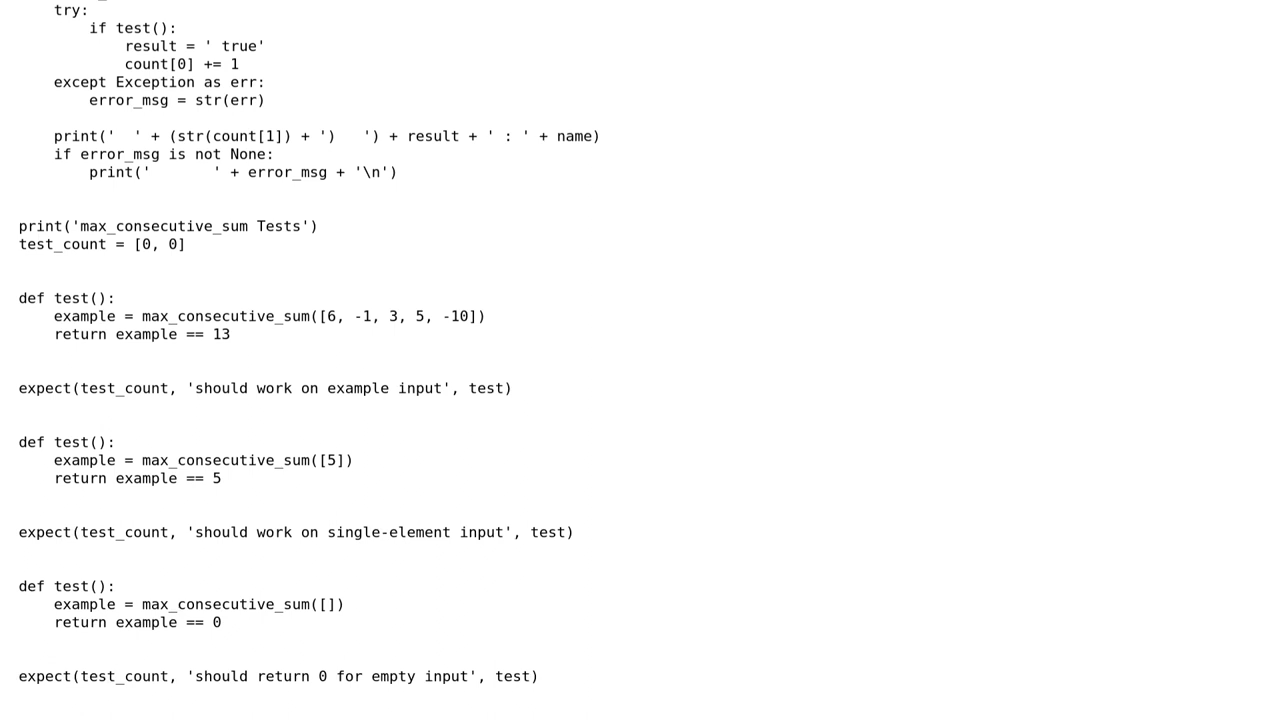 try:
        if test():
            result = ' true'
            count[0] += 1
    except Exception as err:
        error_msg = str(err)

    print('  ' + (str(count[1]) + ')   ') + result + ' : ' + name)
    if error_msg is not None:
        print('       ' + error_msg + '\n')


print('max_consecutive_sum Tests')
test_count = [0, 0]


def test():
    example = max_consecutive_sum([6, -1, 3, 5, -10])
    return example == 13


expect(test_count, 'should work on example input', test)


def test():
    example = max_consecutive_sum([5])
    return example == 5


expect(test_count, 'should work on single-element input', test)


def test():
    example = max_consecutive_sum([])
    return example == 0


expect(test_count, 'should return 0 for empty input', test)